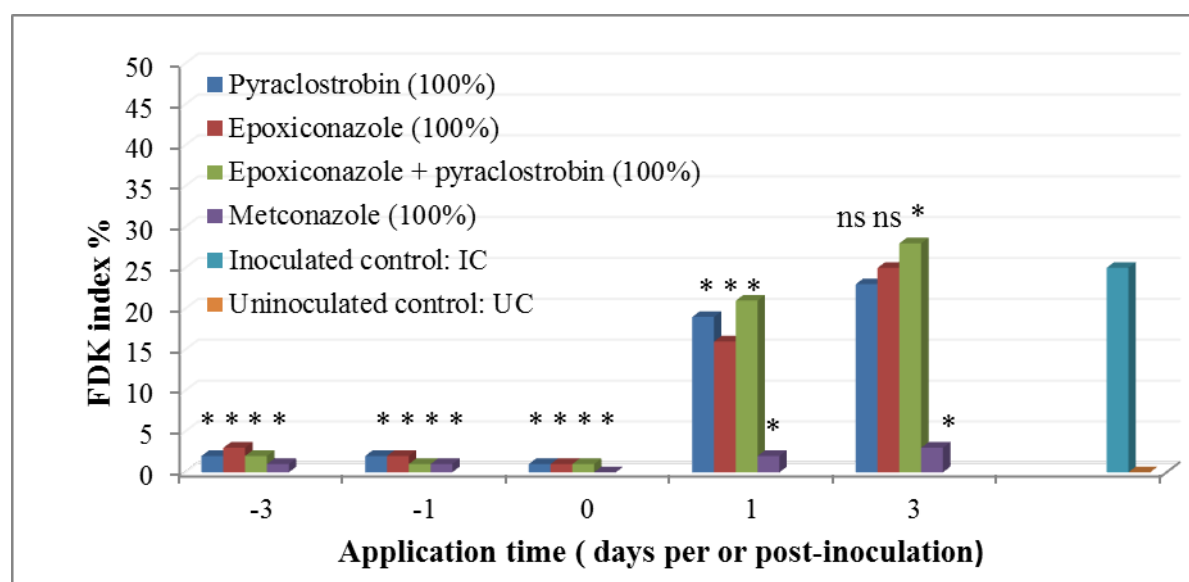 50
45
40
35
30
25
20
15
10
5
0
FDK index %
Pyraclostrobin (100%)
Epoxiconazole (100%)
Epoxiconazole + pyraclostrobin (100%)
Metconazole (100%)
Inoculated control: IC
Uninoculated control: UC
ns ns *
* * *
* * * * * * * * * * * * * *
-3 -1 0 1 3
Application time ( days per or post-inoculation)